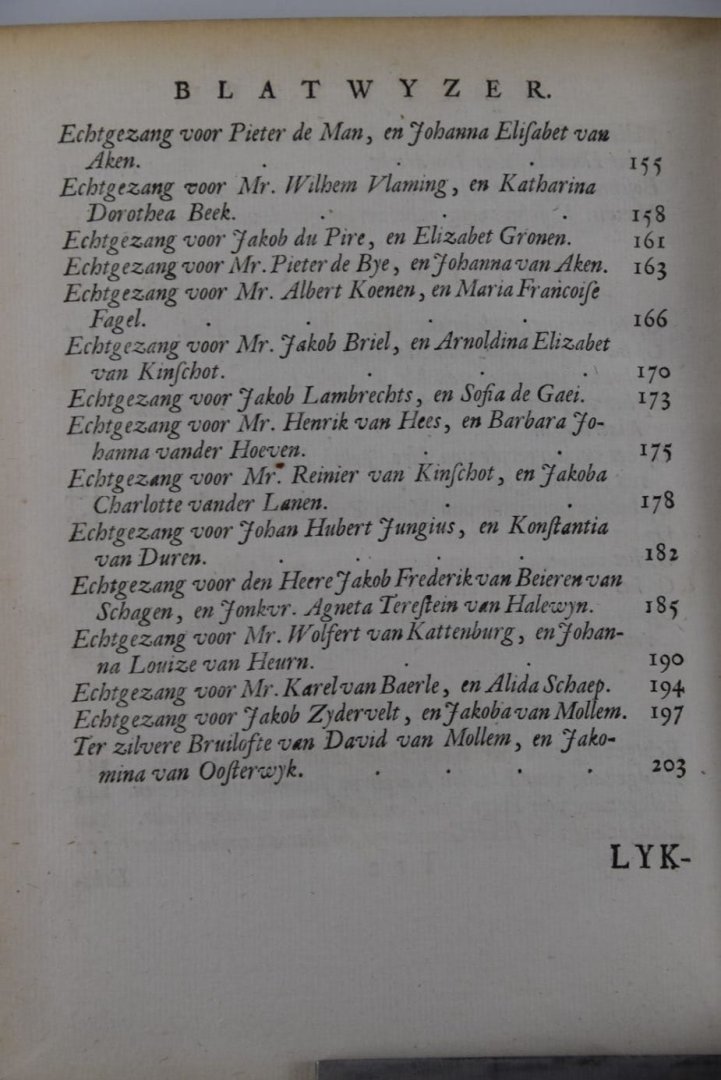 BLATWYZER.
Echtgezang voor Pieter de Man, en Johanna Eliſabet van
Aken. . . . 155
Echtgezang voor Mr. Wilhem Vlaming, en Katharina
Dorothea Beek. . . . 158
Echtgezang voor Jakob du Pire, en Elizabet Gronen. 161
Echtgezang voor Mr. Pieter de Bye, en Johanna van Aken. 163
Echtgezang voor Mr. Albert Koenen, en Maria Francoiſe
Fagel. . . . . 166
Echtgezang voor Mr. Jakob Briel, en Arnoldina Elizabet
van Kinſchot. . . . 170
Echtgezang voor Jakob Lambrechts, en Sofia de Gaei. 173
Echtgezang voor Mr. Henrik van Hees, en Barbara Jo-
hanna vander Hoeven. . . 175
Echtgezang voor Mr. Reinier van Kinſchot, en Jakoba
Charlotte vander Lanen. . . 178
Echtgezang voor Johan Hubert Jungius, en Konſtantia
van Duren. . . . . 182
Echtgezang voor den Heere Jakob Frederik van Beieren van
Schagen, en Jonkvr. Agneta Tereſtein van Halewyn. 185
Echtgezang voor Mr. Wolfert van Kattenburg, en Johan-
na Louize van Heurn. . . 190
Echtgezang voor Mr. Karel van Baerle, en Alida Schaep. 194
Echtgezang voor Jakob Zydervelt, en Jakoba van Mollem. 197
Ter zilvere Bruilofte van David van Mollem, en Jako-
mina van Ooſterwyk. . . . . 203
LYK-